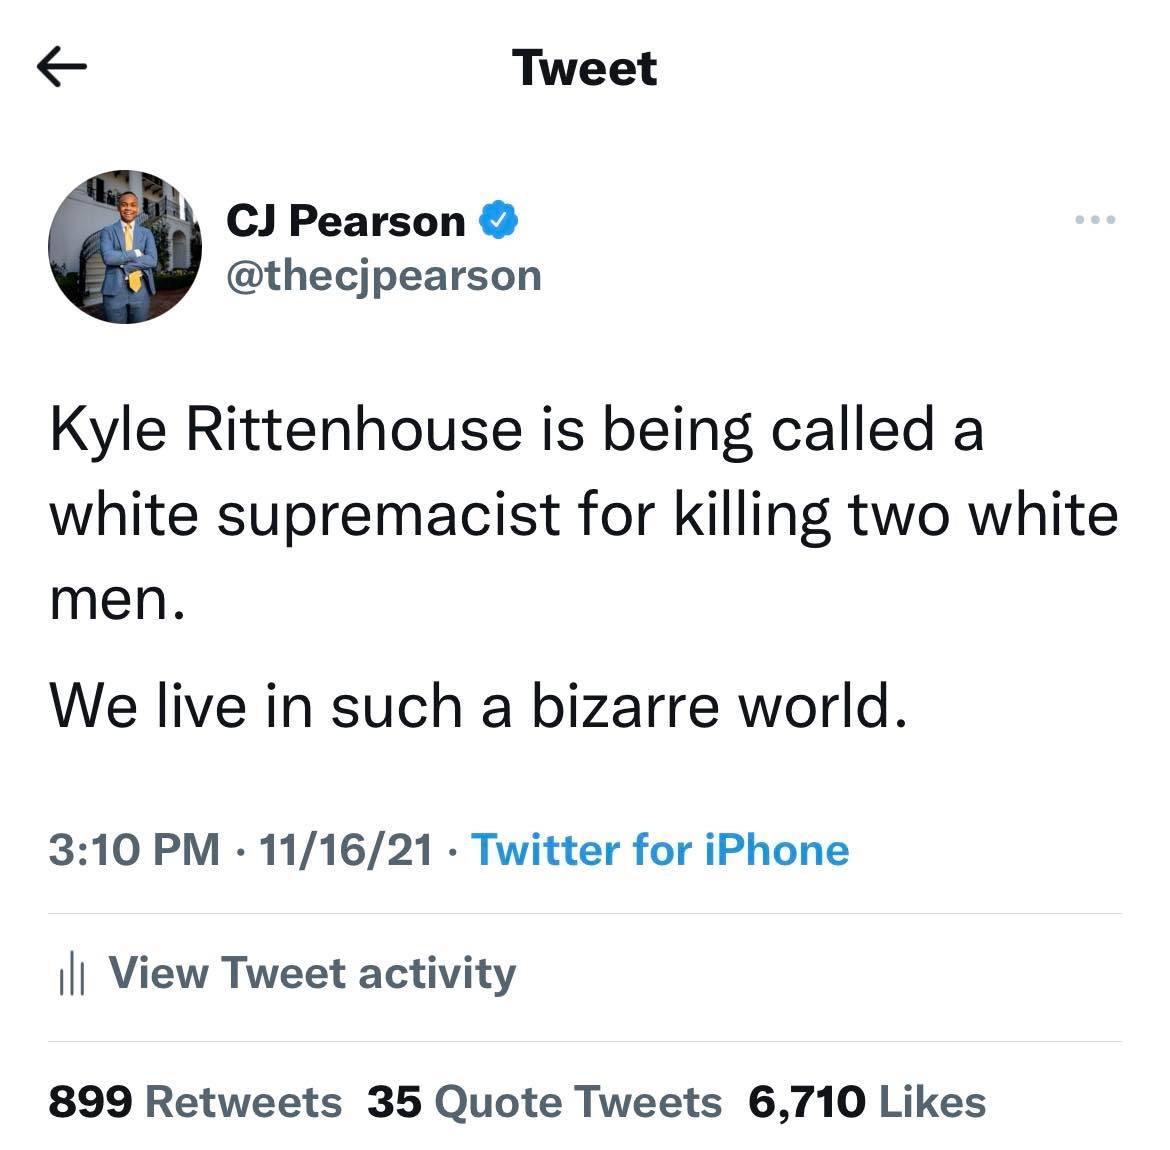 Tweet
CJ Pearson
@thecjpearson
Kyle Rittenhouse is being called a
white supremacist for killing two white
men.
We live in such a bizarre world.
3:10 PM · 11/16/21 · Twitter for iPhone
View Tweet activity
899 Retweets 35 Quote Tweets 6,710 Likes